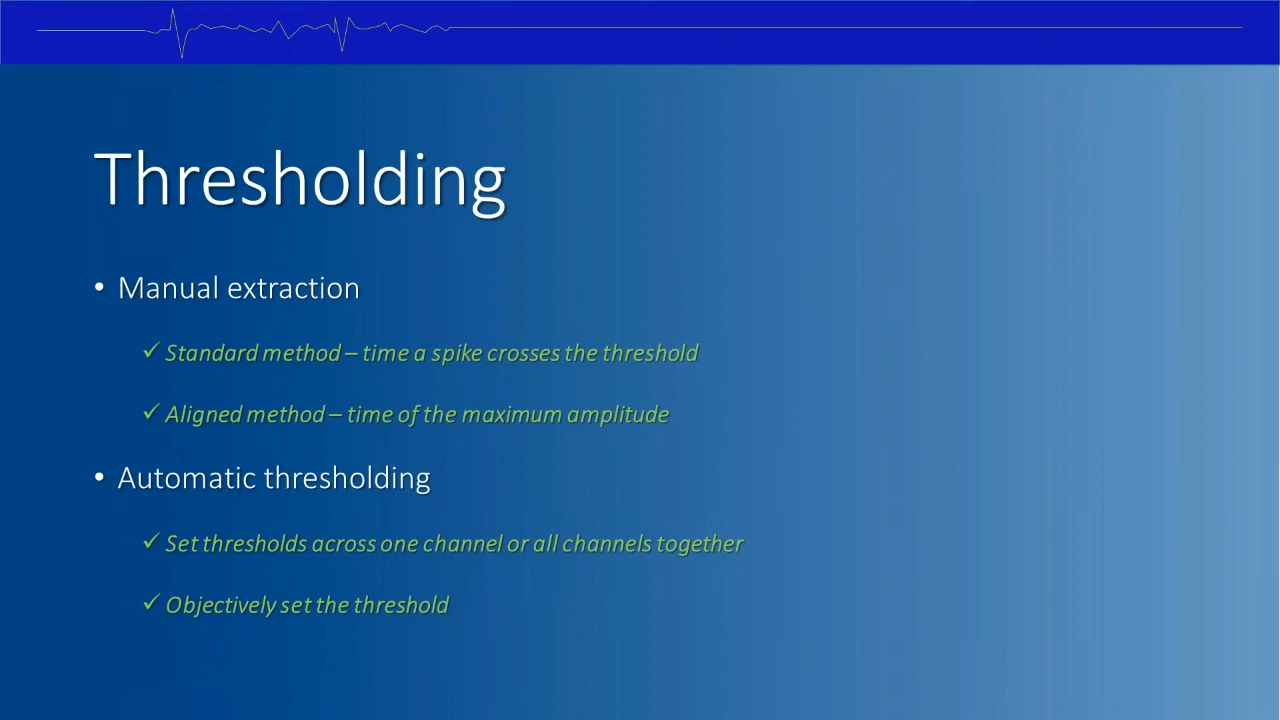 Thresholding
• Manual extraction
✓ Standard method – time a spike crosses the threshold
✓ Aligned method – time of the maximum amplitude
• Automatic thresholding
✓ Set thresholds across one channel or all channels together
✓ Objectively set the threshold